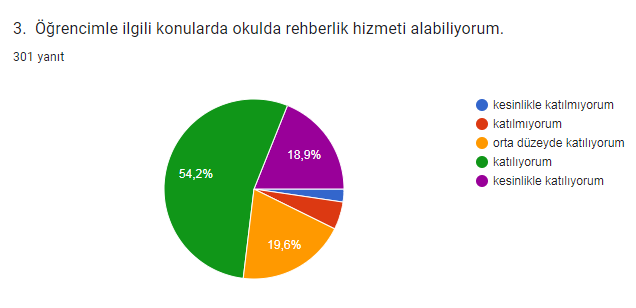 3. Öğrencimle ilgili konularda okulda rehberlik hizmeti alabiliyorum.
301 yanıt
kesinlikle katılmıyorum
katılmıyorum
orta düzeyde katılıyorum
katılıyorum
kesinlikle katılıyorum
18,9%
54,2%
19,6%